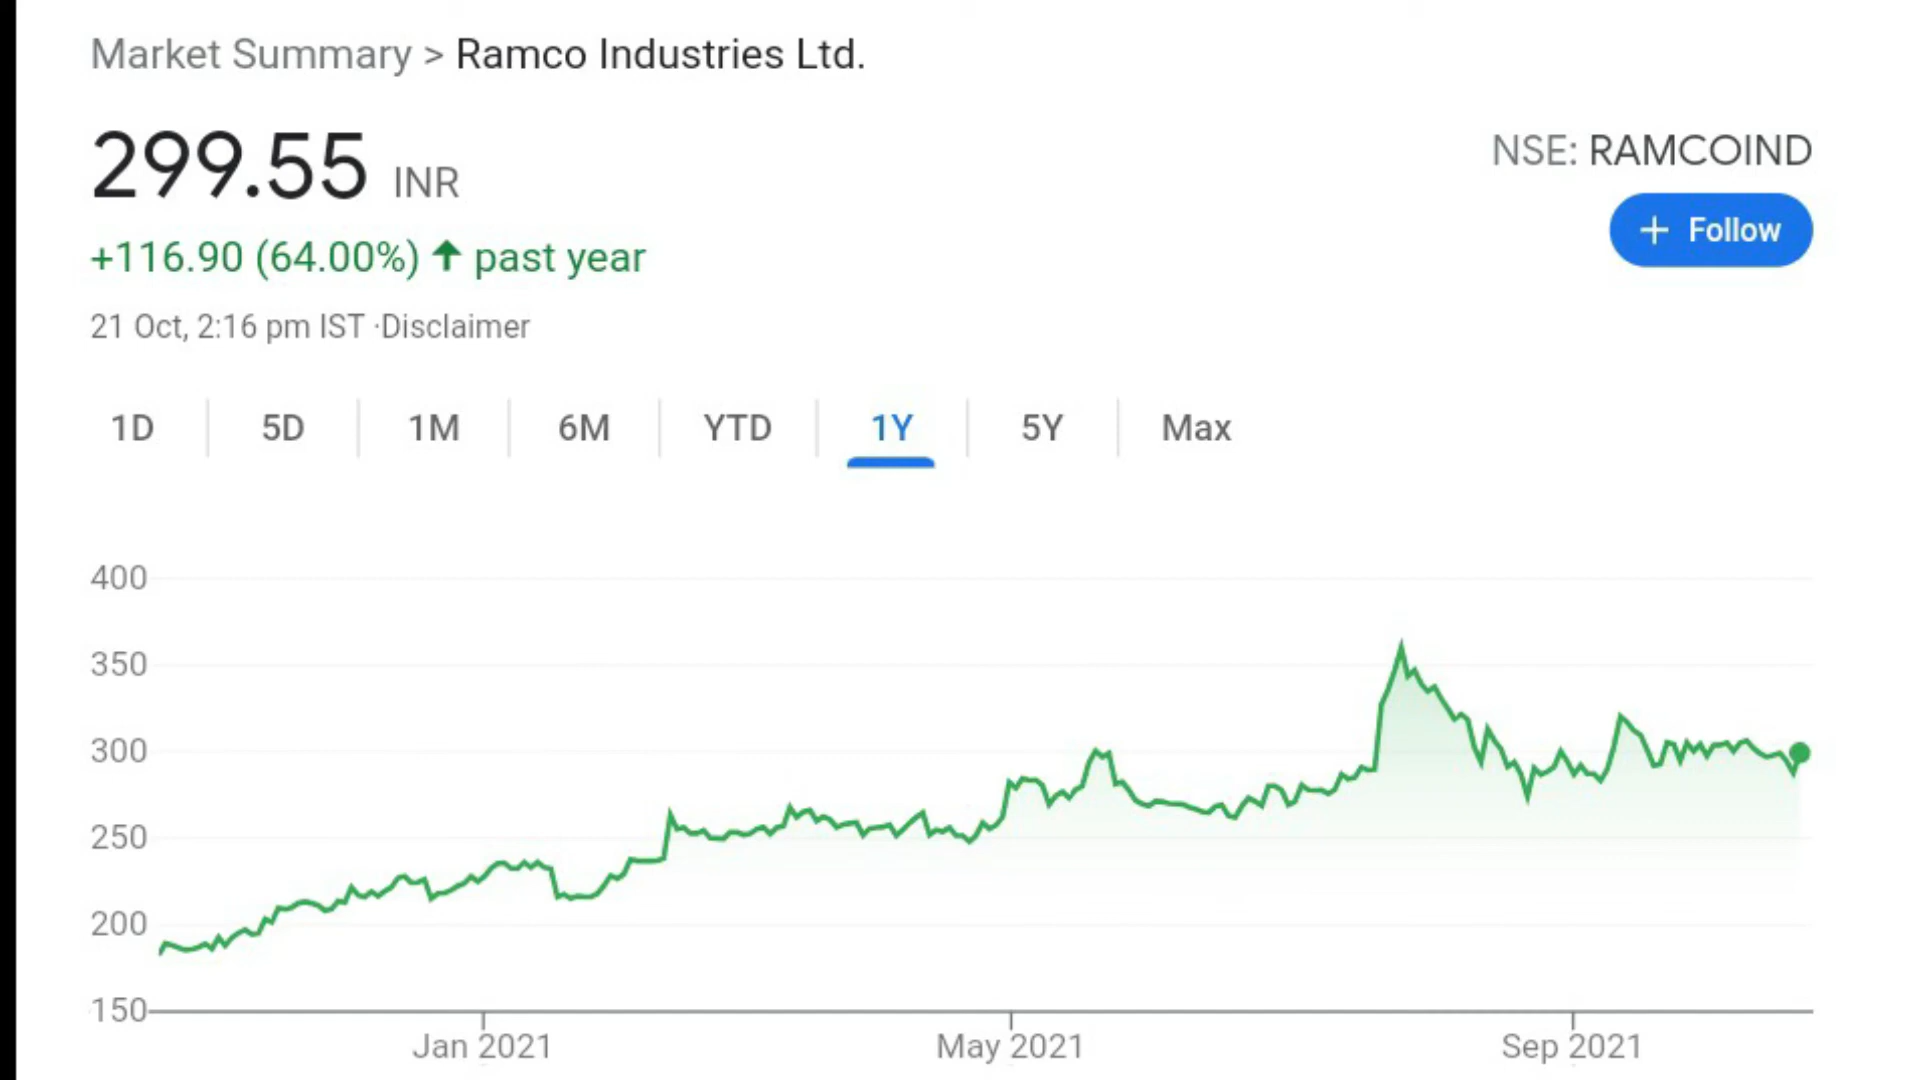 Market Summary > Ramco Industries Ltd.
299.55 INR
NSE: RAMCOIND
+ Follow
+116.90 (64.00%) ↑ past year
21 Oct, 2:16 pm IST ·Disclaimer
1D 5D 1M 6M YTD 1Y 5Y Max
400
350
300
250
200
150
Jan 2021 May 2021 Sep 2021